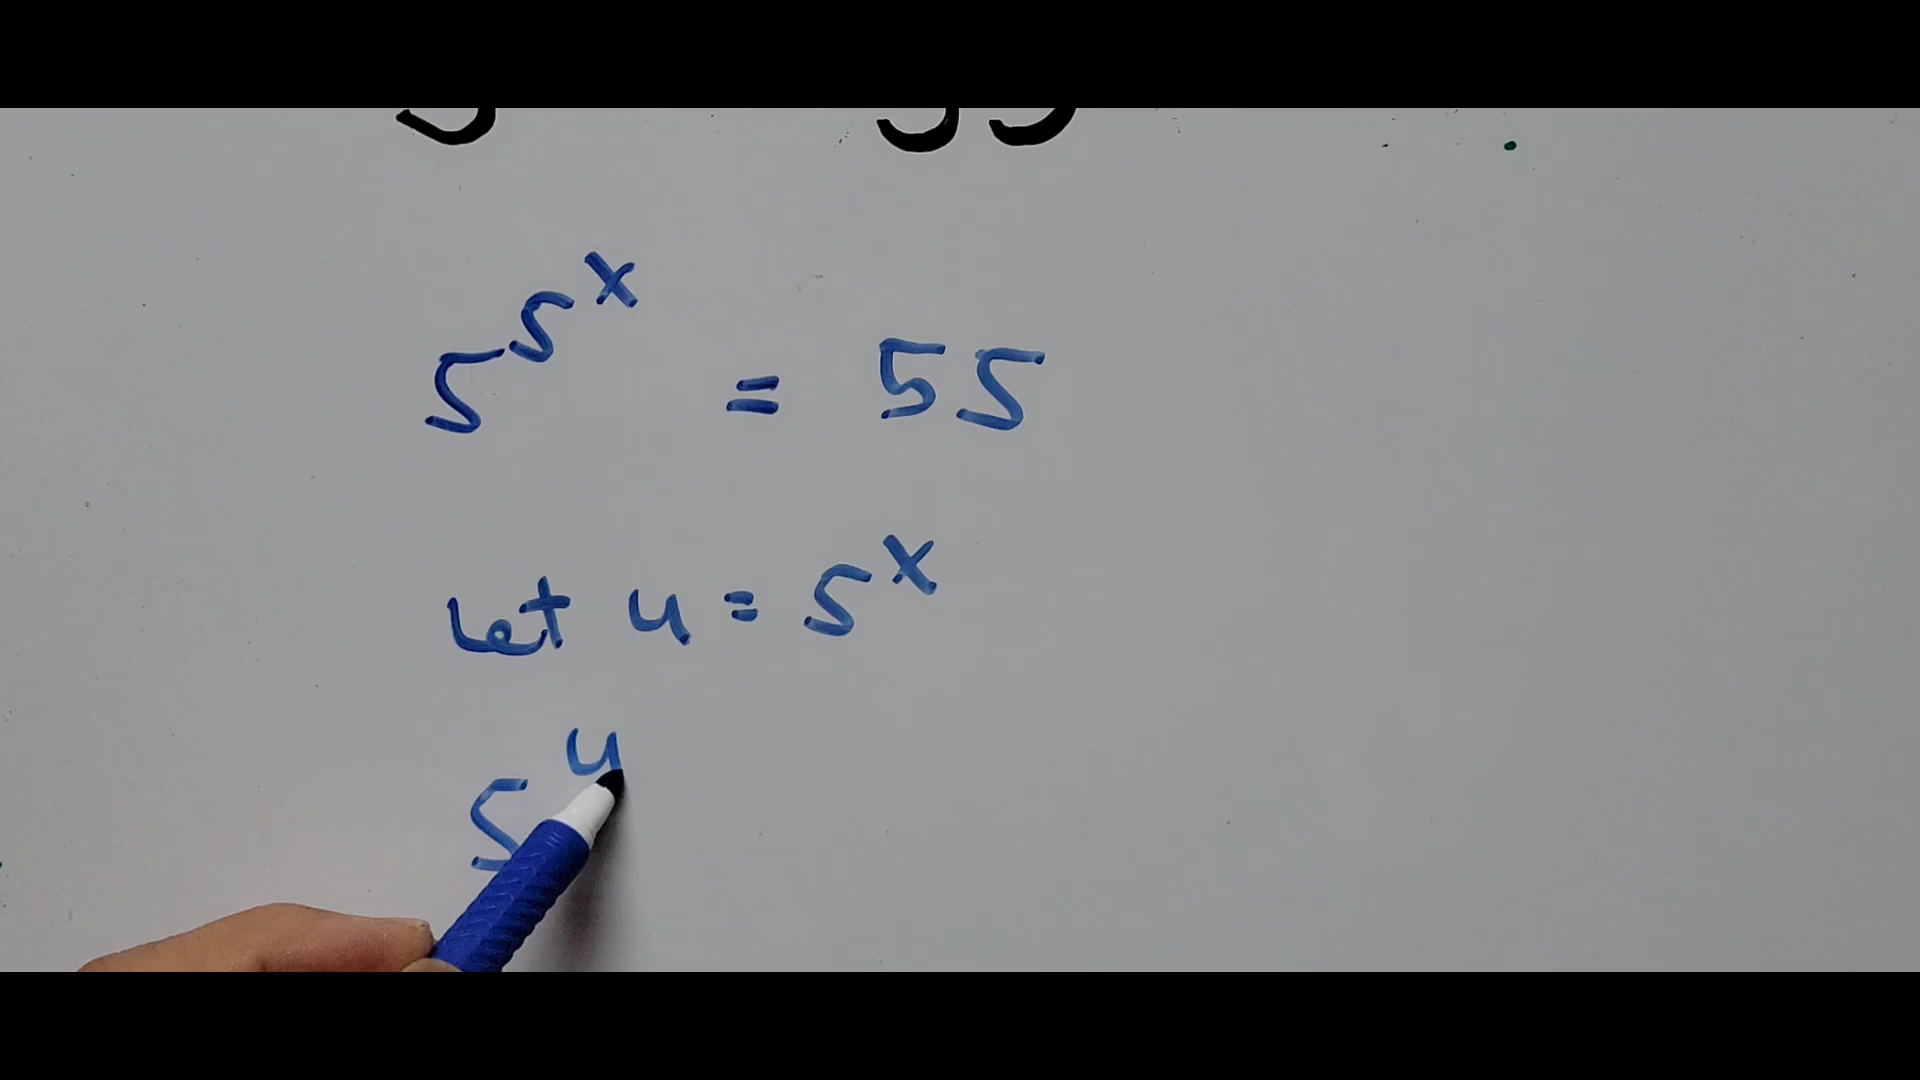 5^{5^x} = 55
Let u = 5^x
5^u